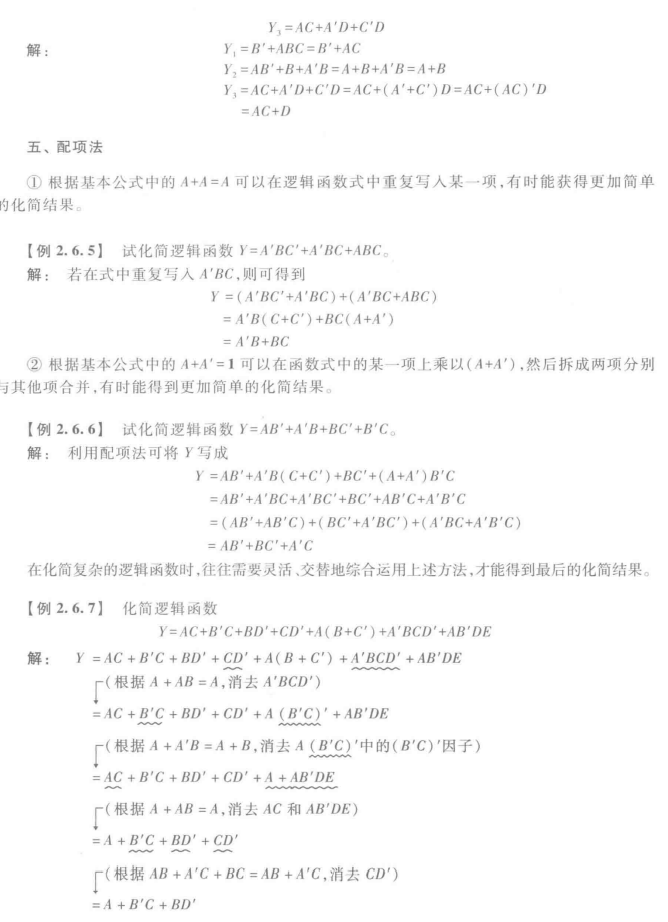 Y₃=AC+A′D+C′D
解： Y₁=B′+ABC=B′+AC
Y₂=AB′+B+A′B=A+B+A′B=A+B
Y₃=AC+A′D+C′D=AC+(A′+C′)D=AC+(AC)′D
=AC+D
五、配项法
① 根据基本公式中的 A+A=A 可以在逻辑函数式中重复写入某一项,有时能获得更加简单
的化简结果。
【例 2.6.5】 试化简逻辑函数 Y=A′BC′+A′BC+ABC。
解： 若在式中重复写入 A′BC,则可得到
Y =(A′BC′+A′BC)+(A′BC+ABC)
= A′B(C+C′)+BC(A+A′)
= A′B+BC
② 根据基本公式中的 A+A′=1 可以在函数式中的某一项上乘以(A+A′),然后拆成两项分别
与其他项合并,有时能得到更加简单的化简结果。
【例 2.6.6】 试化简逻辑函数 Y=AB′+A′B+BC′+B′C。
解： 利用配项法可将 Y 写成
Y =AB′+A′B(C+C′)+BC′+(A+A′)B′C
=AB′+A′BC+A′BC′+BC′+AB′C+A′B′C
=(AB′+AB′C)+(BC′+A′BC′)+(A′BC+A′B′C)
= AB′+BC′+A′C
在化简复杂的逻辑函数时,往往需要灵活、交替地综合运用上述方法,才能得到最后的化简结果。
【例 2.6.7】 化简逻辑函数
Y=AC+B′C+BD′+CD′+A(B+C′)+A′BCD′+AB′DE
解： Y = AC + B′C + BD′ + CD′ + A(B + C′) + A′BCD′ + AB′DE
(根据 A + AB = A,消去 A′BCD′)
= AC + B′C + BD′ + CD′ + A (B′C)′ + AB′DE
(根据 A + A′B = A + B,消去 A (B′C)′中的(B′C)′因子)
= AC + B′C + BD′ + CD′ + A + AB′DE
(根据 A + AB = A,消去 AC 和 AB′DE)
= A + B′C + BD′ + CD′
(根据 AB + A′C + BC = AB + A′C,消去 CD′)
= A + B′C + BD′